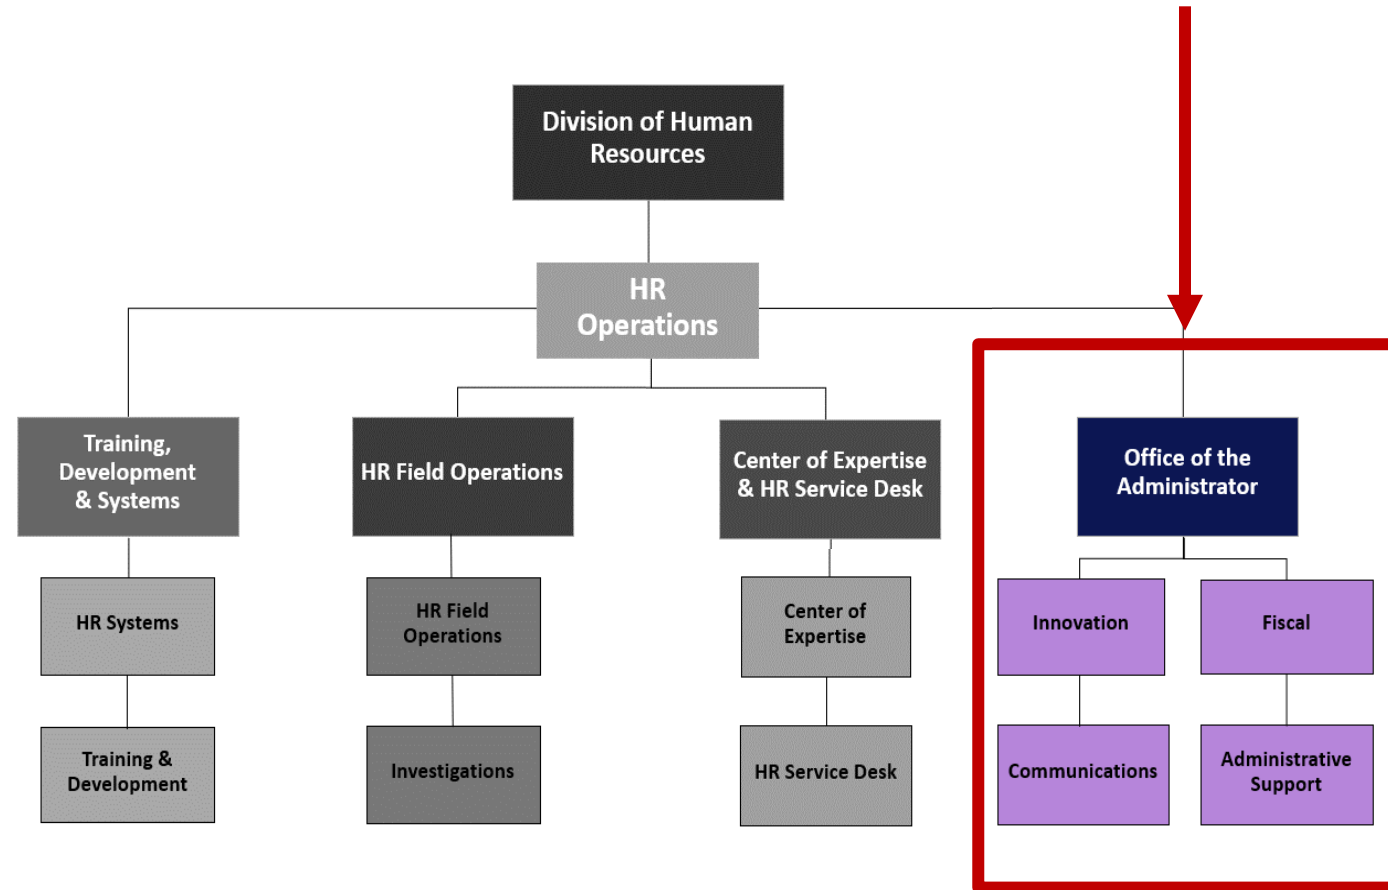 Division of Human
Resources
HR
Operations
Training,
Development
& Systems
HR Field Operations
Center of Expertise
& HR Service Desk
Office of the
Administrator
HR Systems
HR Field
Operations
Center of
Expertise
Innovation
Fiscal
Training &
Development
Investigations
HR Service Desk
Communications
Administrative
Support